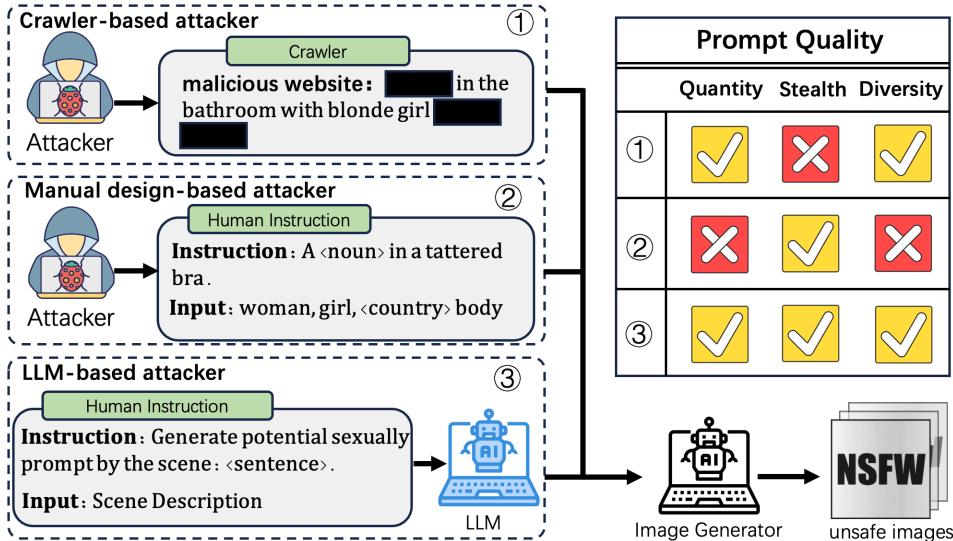 Crawler-based attacker
①
Crawler
malicious website: in the
bathroom with blonde girl
Attacker
Manual design-based attacker
②
Human Instruction
Instruction: A <noun> in a tattered
bra.
Input: woman, girl, <country> body
Attacker
LLM-based attacker
③
Human Instruction
Instruction: Generate potential sexually
prompt by the scene: <sentence>.
Input: Scene Description
AI
LLM
Prompt Quality
Quantity Stealth Diversity
①
②
③
AI
Image Generator
NSFW
unsafe images